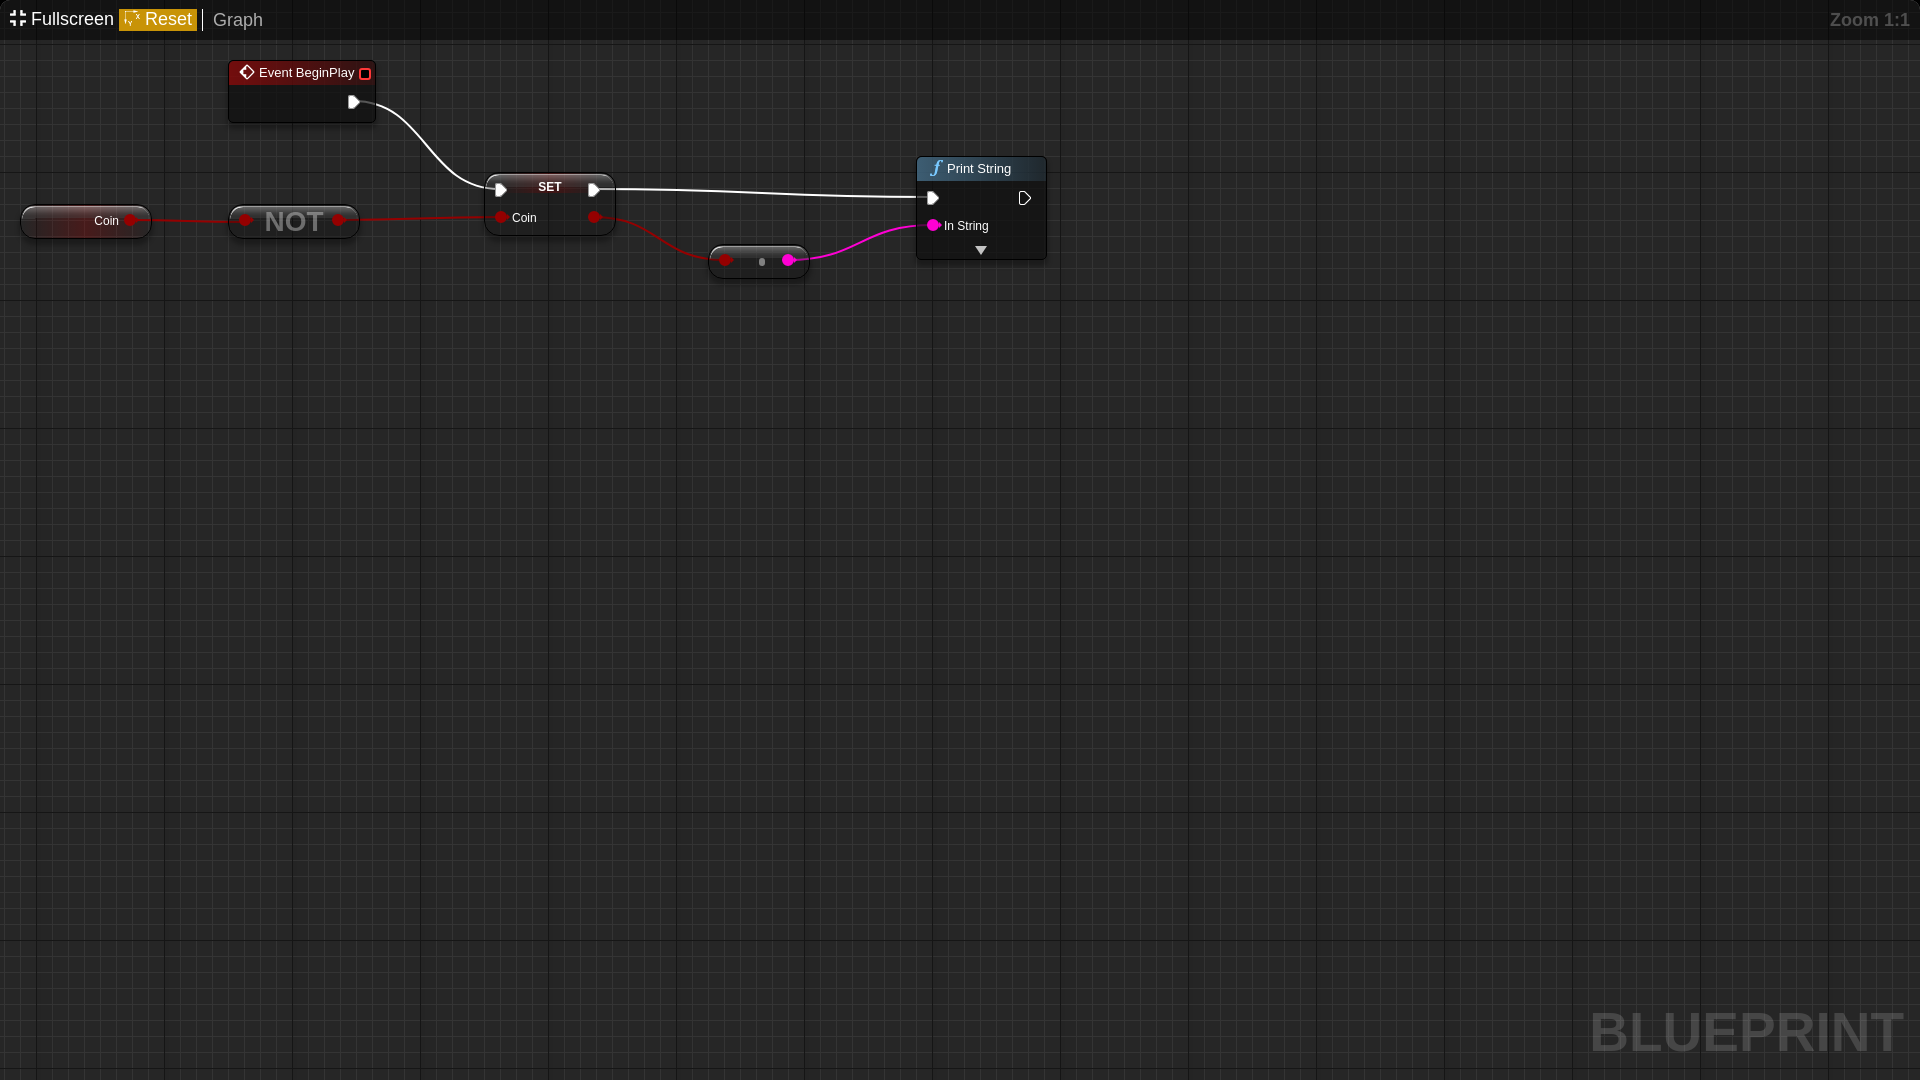 Fullscreen Reset Graph Zoom 1:1
Event BeginPlay
Print String
SET
Coin NOT Coin
In String
BLUEPRINT